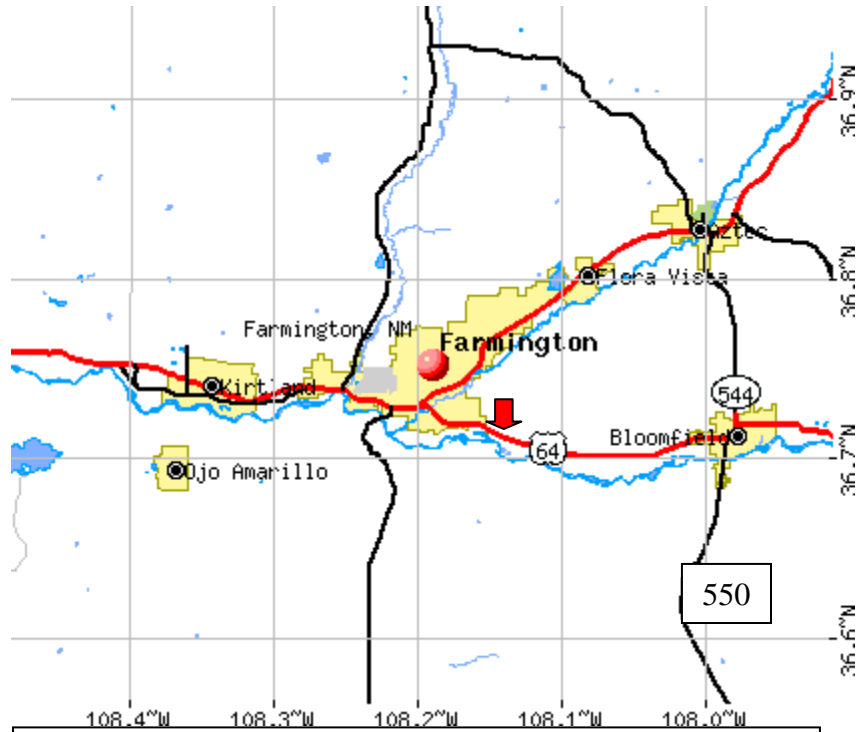 36.9~N
Aztec
36.8~N
Flora Vista
Farmington, NM
Farmington
Kirtland
544
Bloomfield
64
36.7~N
Ojo Amarillo
550
36.6~N
108.4~W 108.3~W 108.2~W 108.1~W 108.0~W